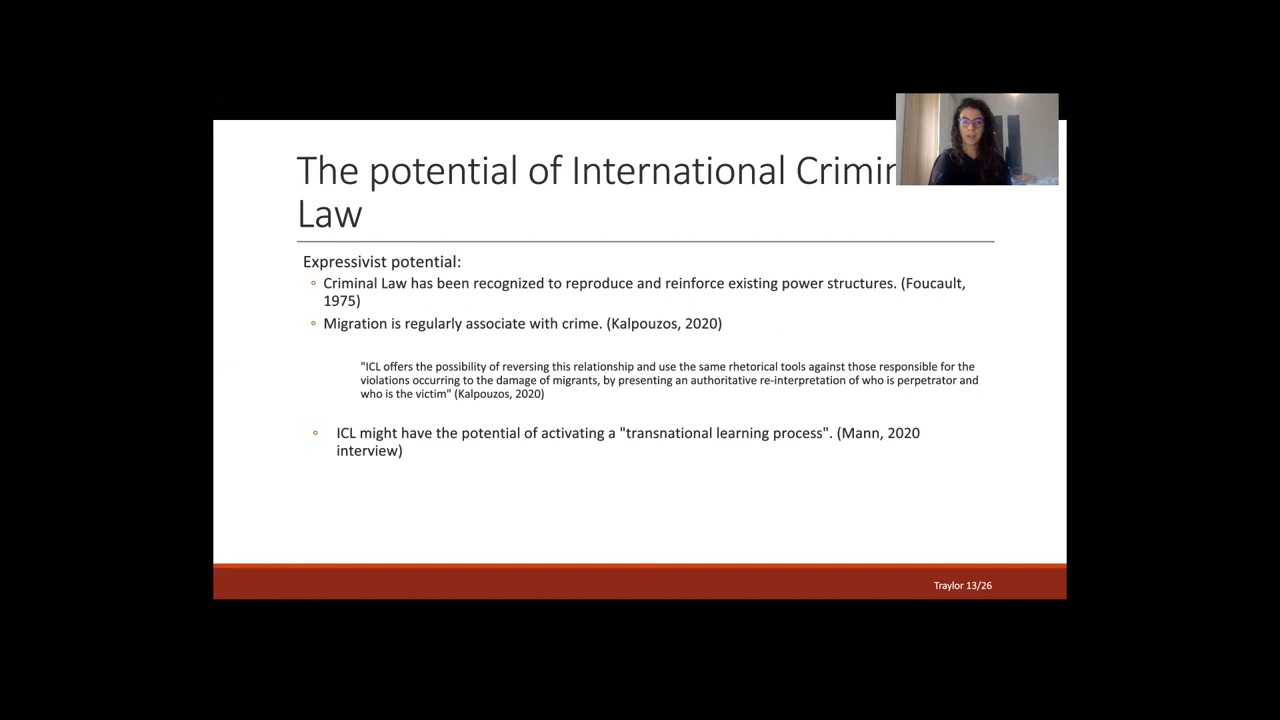 The potential of International Crimin
Law
Expressivist potential:
◦ Criminal Law has been recognized to reproduce and reinforce existing power structures. (Foucault,
1975)
◦ Migration is regularly associate with crime. (Kalpouzos, 2020)
"ICL offers the possibility of reversing this relationship and use the same rhetorical tools against those responsible for the
violations occurring to the damage of migrants, by presenting an authoritative re-interpretation of who is perpetrator and
who is the victim" (Kalpouzos, 2020)
◦ ICL might have the potential of activating a "transnational learning process". (Mann, 2020
interview)
Traylor 13/26